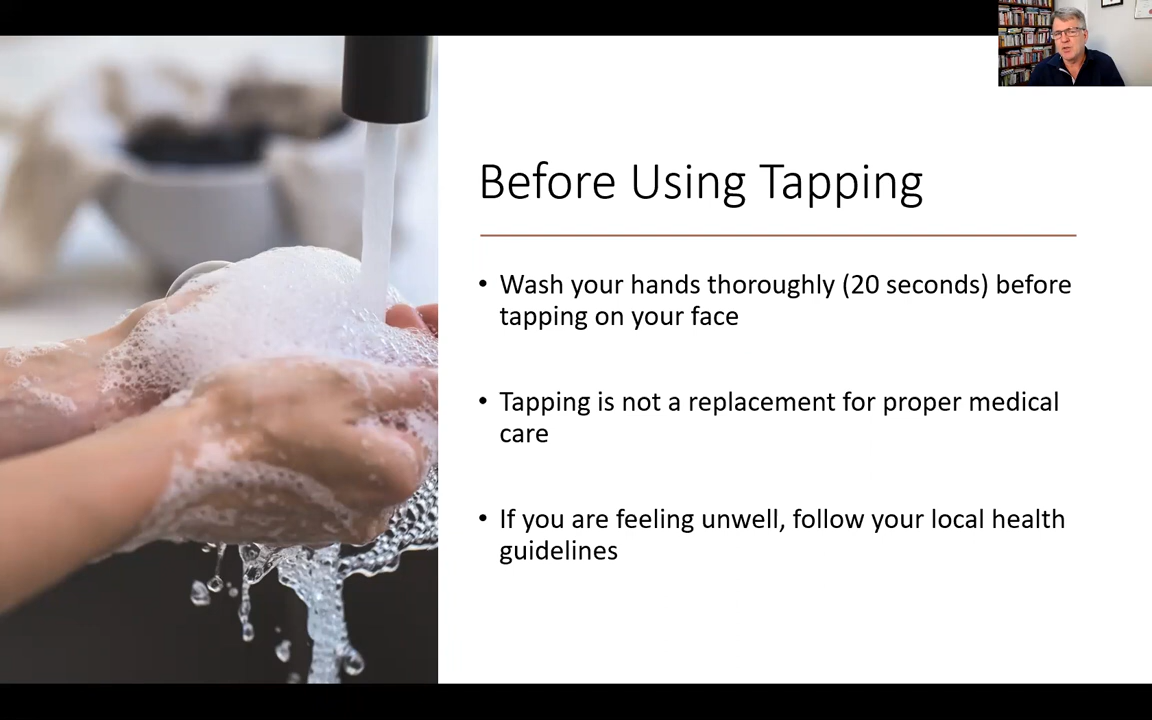 Before Using Tapping
• Wash your hands thoroughly (20 seconds) before
tapping on your face
• Tapping is not a replacement for proper medical
care
• If you are feeling unwell, follow your local health
guidelines